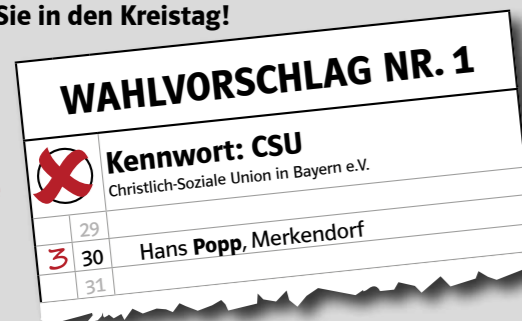 Sie in den Kreistag!
WAHLVORSCHLAG NR. 1
Kennwort: CSU
Christlich-Soziale Union in Bayern e.V.
29
3 30 Hans Popp, Merkendorf
31